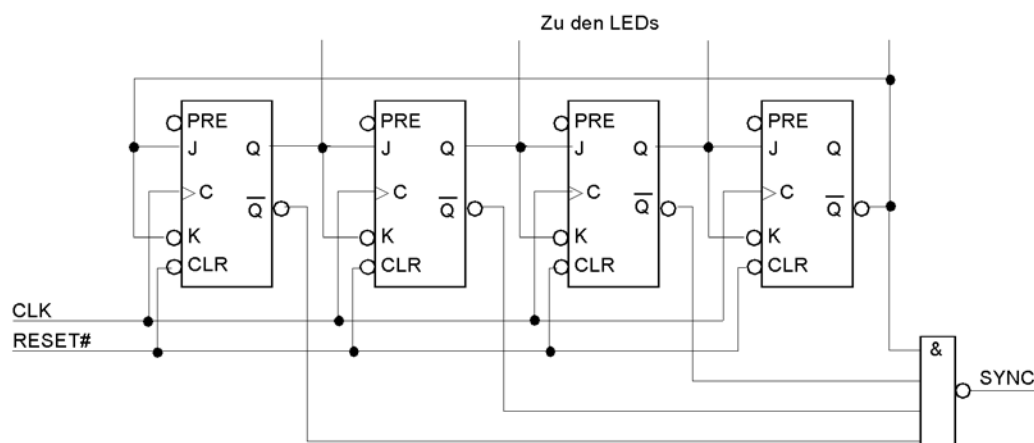 Zu den LEDs
PRE PRE PRE PRE
J Q J Q J Q J Q
C C C C
Q Q Q Q
K K K K
CLR CLR CLR CLR
CLK
RESET#
&
SYNC